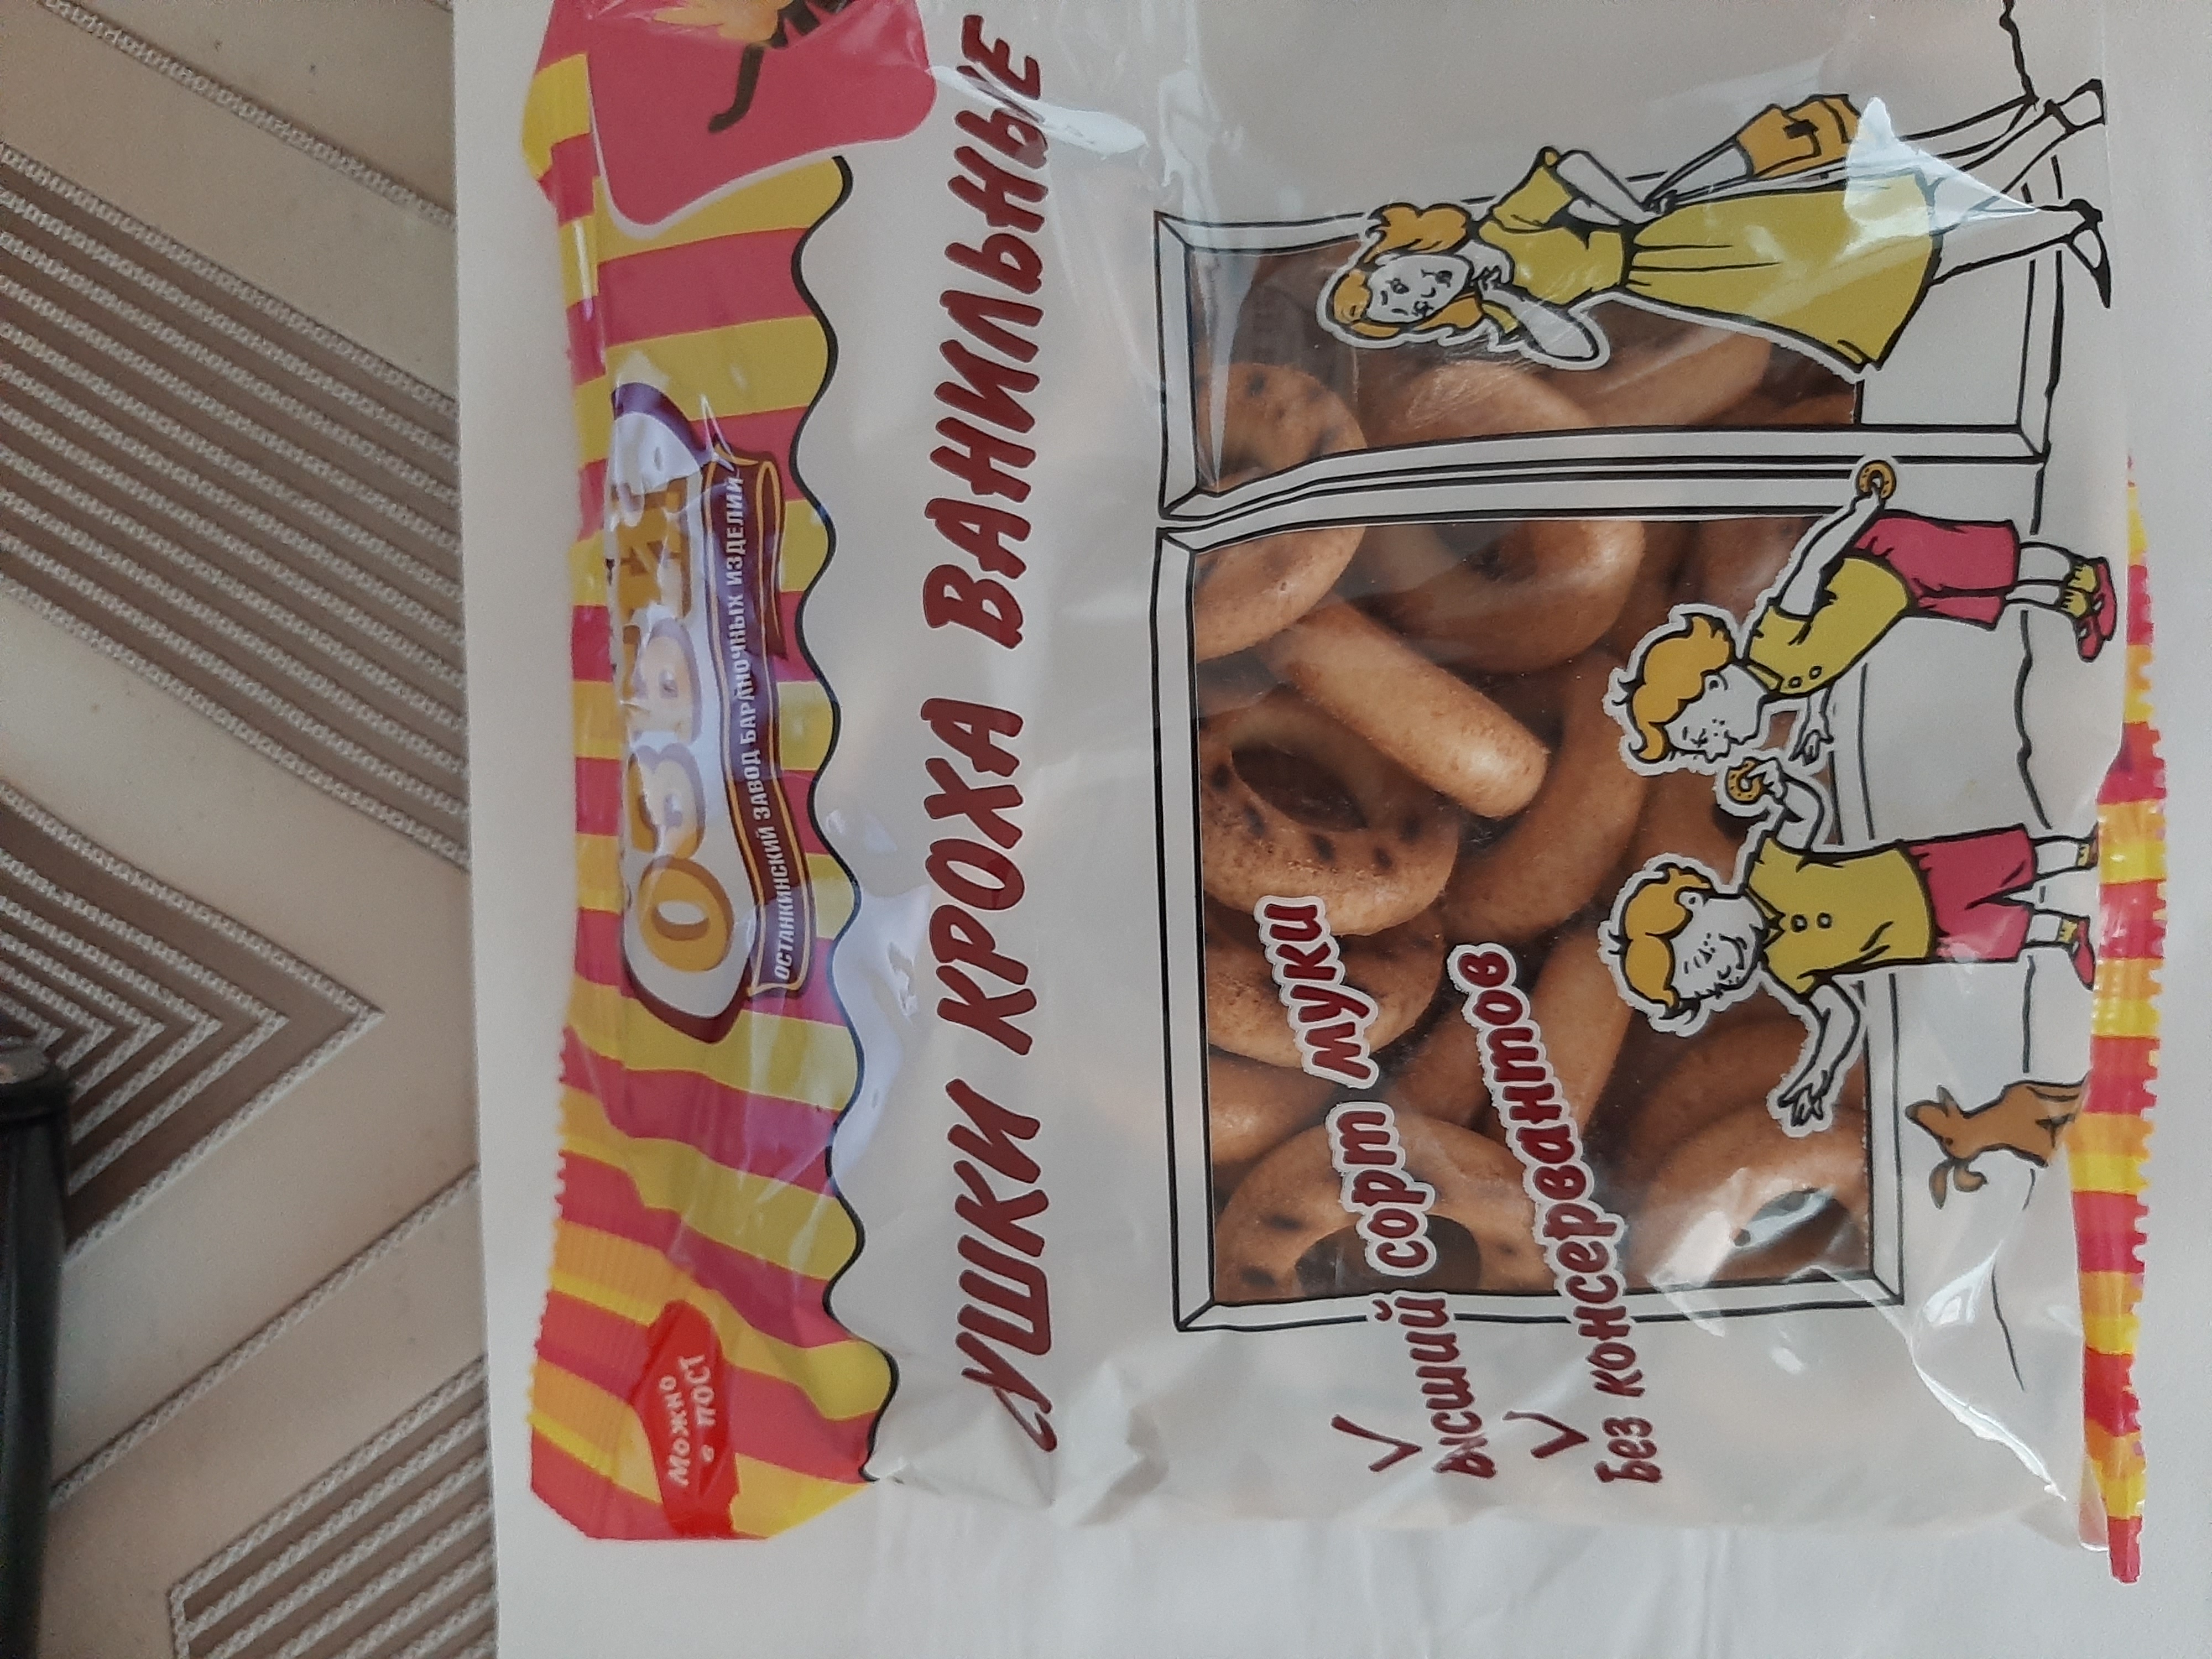 ОЗБИ
ОСТАНКИНСКИЙ ЗАВОД БАРАНОЧНЫХ ИЗДЕЛИЙ
Можно
в пост
СУШКИ КРОХА ВАНИЛЬНЫЕ
Высший сорт муки
Без консервантов